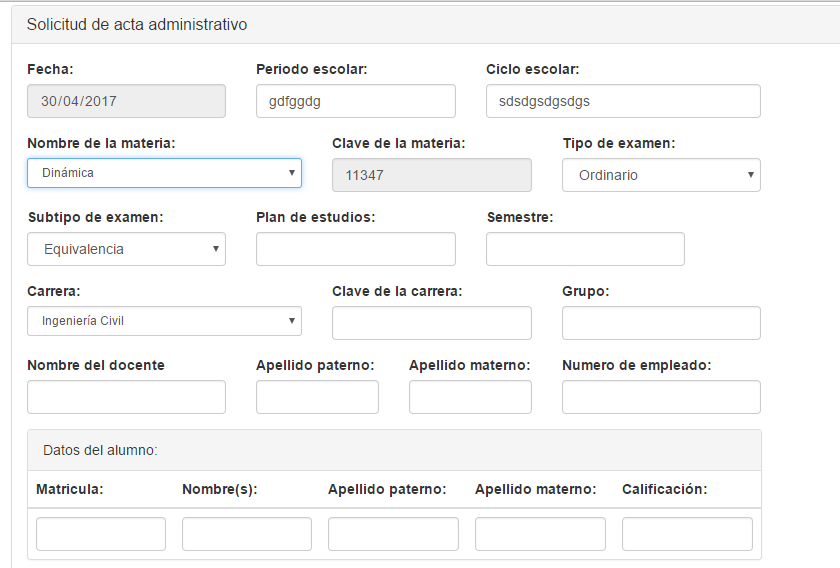 Solicitud de acta administrativo
Fecha: Periodo escolar: Ciclo escolar:
30/04/2017 gdfggdg sdsdgsdgsdgs
Nombre de la materia: Clave de la materia: Tipo de examen:
Dinámica 11347 Ordinario
Subtipo de examen: Plan de estudios: Semestre:
Equivalencia
Carrera: Clave de la carrera: Grupo:
Ingeniería Civil
Nombre del docente Apellido paterno: Apellido materno: Numero de empleado:
Datos del alumno:
Matricula: Nombre(s): Apellido paterno: Apellido materno: Calificación: